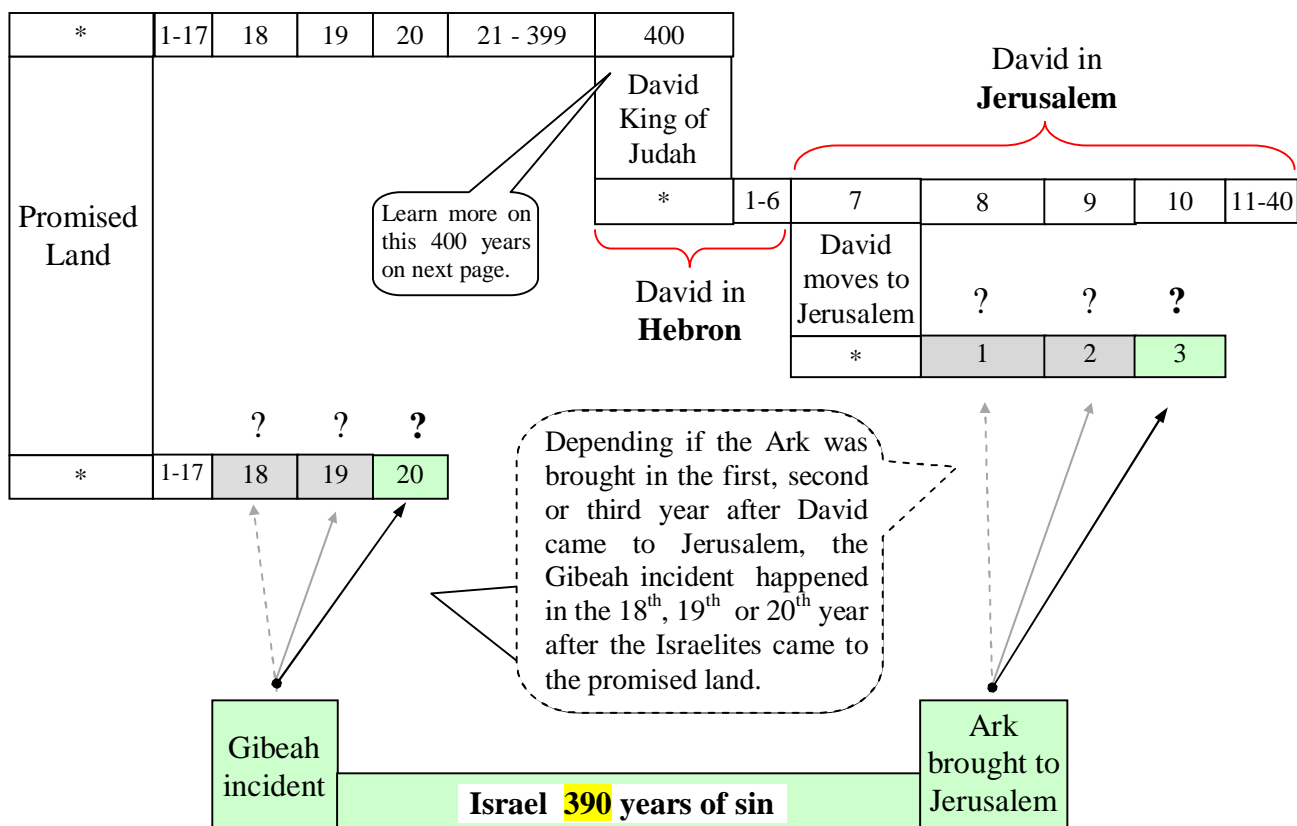 * 1-17 18 19 20 21 - 399 400
David in
Jerusalem
David
King of
Judah
* 1-6 7 8 9 10 11-40
Promised
Land
Learn more on
this 400 years
on next page.
David in
Hebron
David
moves to
Jerusalem
? ? ?
* 1 2 3
? ? ?
* 1-17 18 19 20
Depending if the Ark was
brought in the first, second
or third year after David
came to Jerusalem, the
Gibeah incident happened
in the 18th, 19th or 20th year
after the Israelites came to
the promised land.
Gibeah
incident
Ark
brought to
Jerusalem
Israel 390 years of sin